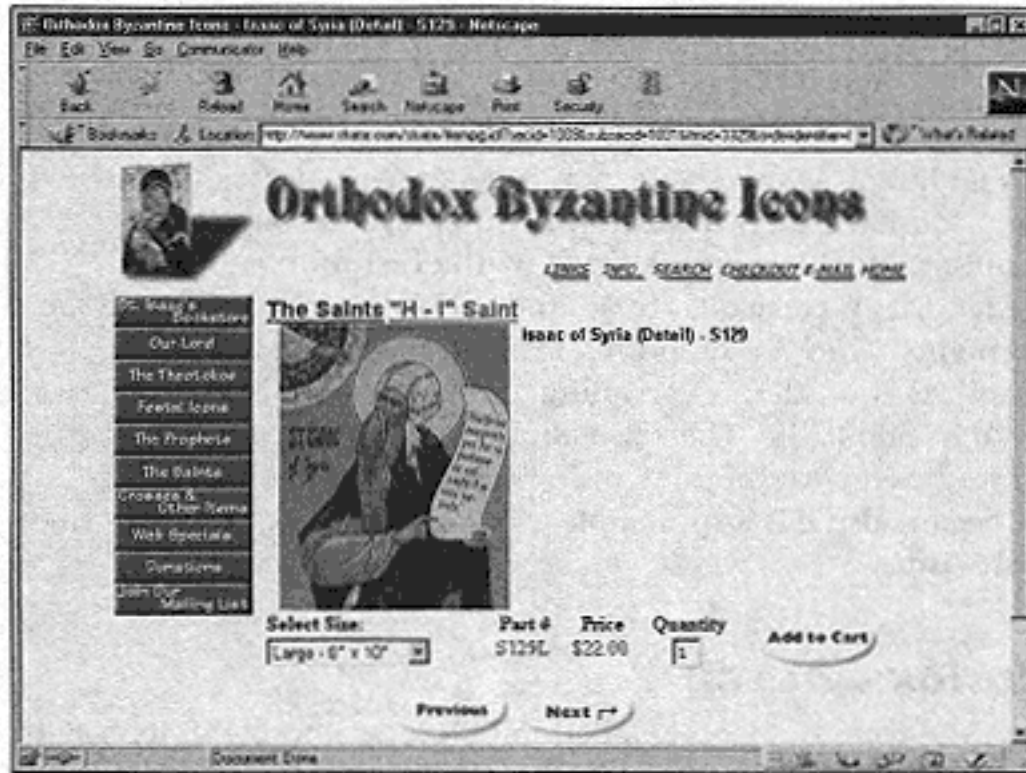 Orthodox Byzantine Icons - Isaac of Syria (Detail) - S129 - Netscape
File Edit View Go Communicator Help
Back Reload Home Search Netscape Print Security
Bookmarks Location What's Related
Orthodox Byzantine Icons
LINKS INFO. SEARCH CHECKOUT E-MAIL HOME
St. Isaac's
Bookstore
Our Lord
The Theotokos
Festal Icons
The Prophets
The Saints
Crosses &
Other Items
Web Specials
Donations
Join Our
Mailing List
The Saints "H - I" Saint
Isaac of Syria (Detail) - S129
Select Size: Part # Price Quantity
Large - 8" x 10" S129L $22.00 1 Add to Cart
Previous Next
Document Done